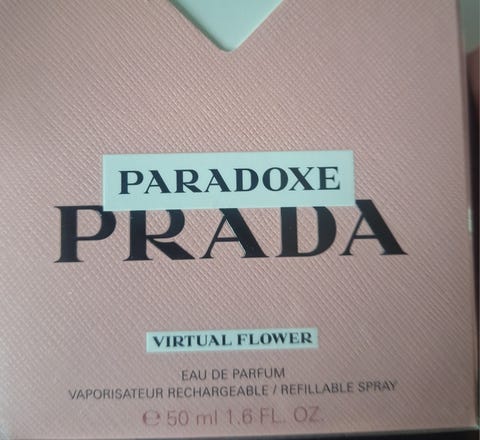 PARADOXE
PRADA
VIRTUAL FLOWER
EAU DE PARFUM
VAPORISATEUR RECHARGEABLE / REFILLABLE SPRAY
℮ 50 ml 1.6 FL. OZ.